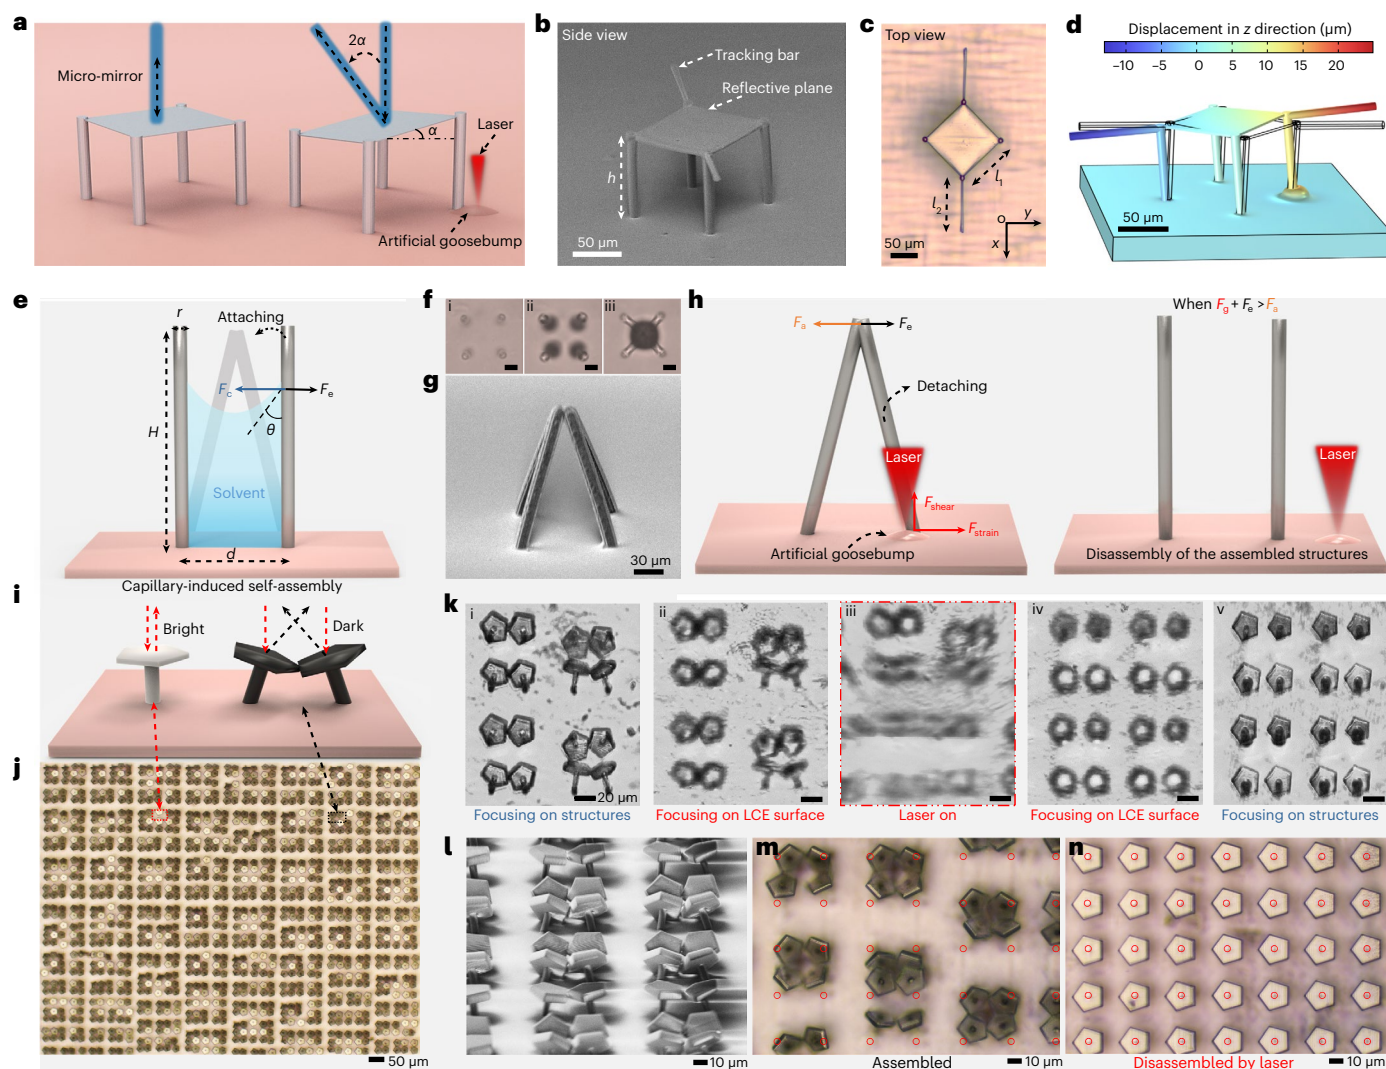 a
Micro-mirror
2α
α
Laser
Artificial goosebump
b
Side view
Tracking bar
Reflective plane
h
50 µm
c
Top view
l1
l2
o
y
x
50 µm
d
Displacement in z direction (µm)
−10 −5 0 5 10 15 20
50 µm
e
r
Attaching
Fc
Fe
θ
H
Solvent
d
Capillary-induced self-assembly
f
i
ii
iii
g
30 µm
h
Fa
Fe
Detaching
Laser
Fshear
Fstrain
Artificial goosebump
When Fg + Fe > Fa
Laser
Disassembly of the assembled structures
i
Bright
Dark
j
50 µm
k
i
20 µm
Focusing on structures
ii
Focusing on LCE surface
iii
Laser on
iv
Focusing on LCE surface
v
Focusing on structures
l
10 µm
m
Assembled
10 µm
n
Disassembled by laser
10 µm